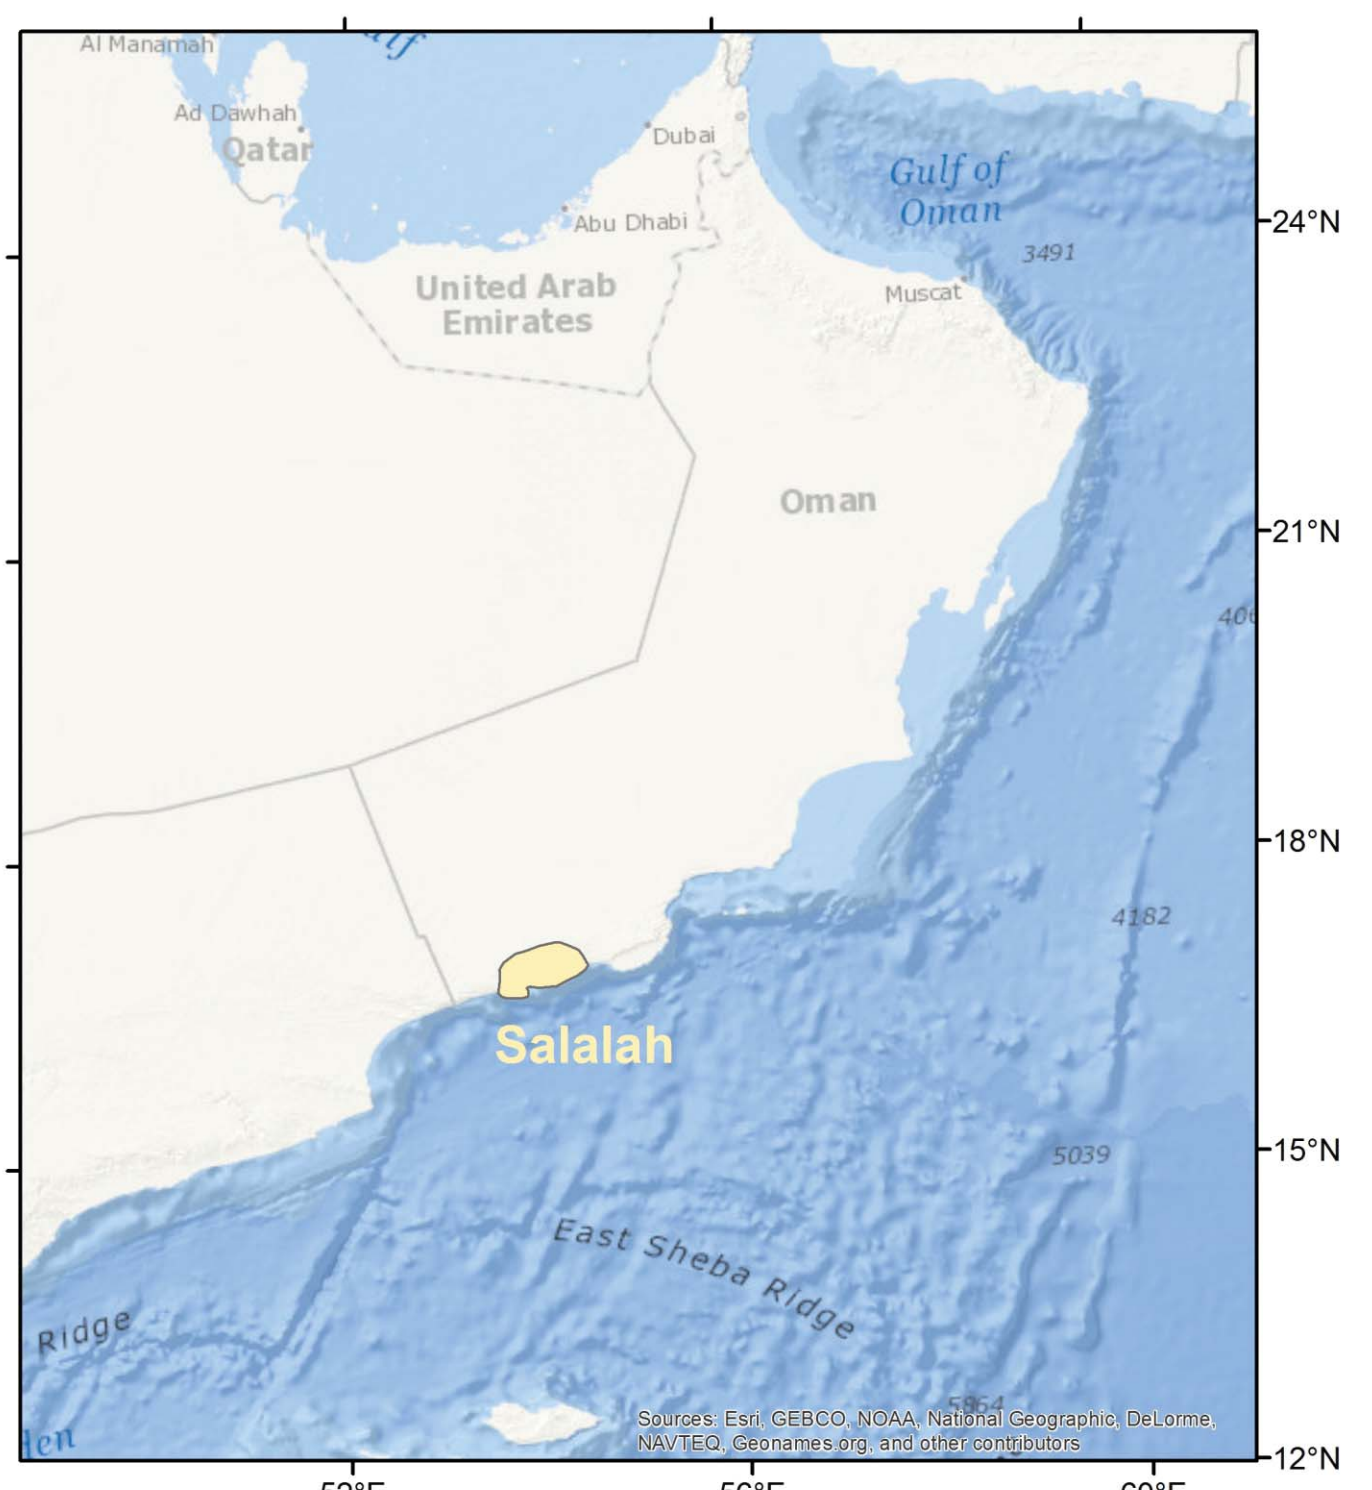 Al Manamah
Ad Dawhah
Qatar
Dubai
Gulf of
Oman
Abu Dhabi
24°N
3491
United Arab
Emirates
Muscat
Oman
21°N
18°N
4182
Salalah
15°N
5039
East Sheba Ridge
Ridge
5864
Sources: Esri, GEBCO, NOAA, National Geographic, DeLorme,
NAVTEQ, Geonames.org, and other contributors
12°N